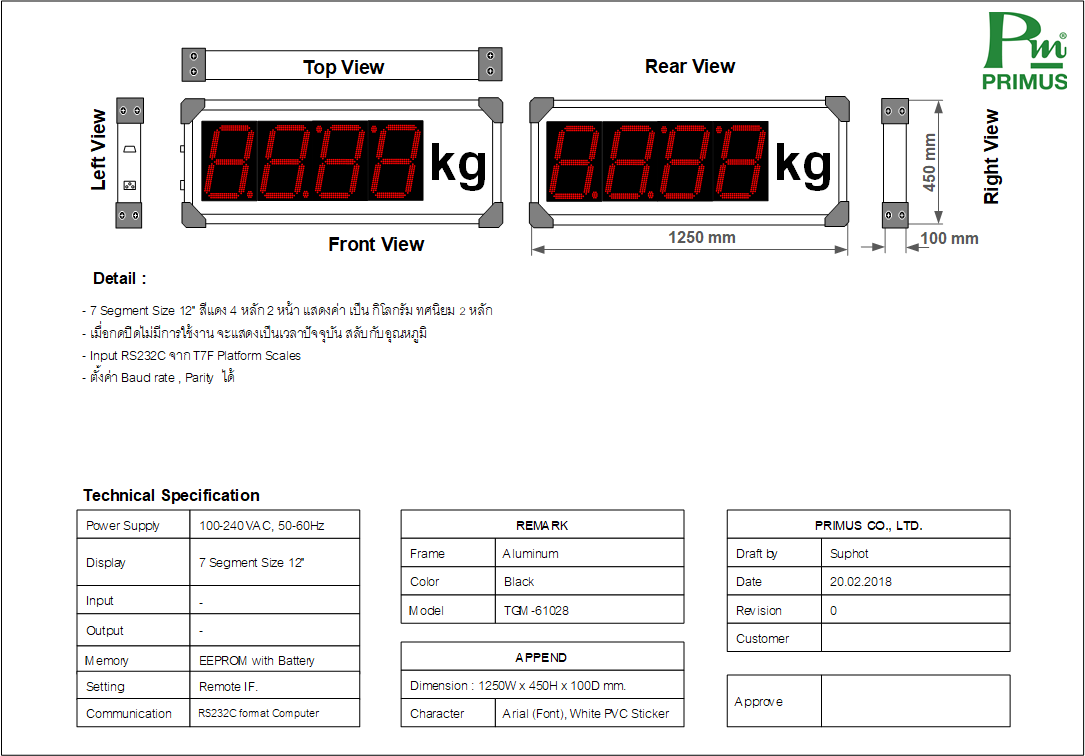 Pm®
PRIMUS
Top View
Rear View
Left View
kg
kg
450 mm
Right View
Front View
1250 mm
100 mm
Detail :
- 7 Segment Size 12" สีแดง 4 หลัก 2 หน้า แสดงค่า เป็น กิโลกรัม ทศนิยม 2 หลัก
- เมื่อกดปิดไม่มีการใช้งาน จะแสดงเป็นเวลาปัจจุบัน สลับกับอุณหภูมิ
- Input RS232C จาก T7F Platform Scales
- ตั้งค่า Baud rate , Parity ได้
Technical Specification
Power Supply 100-240VAC, 50-60Hz
Display 7 Segment Size 12"
Input -
Output -
Memory EEPROM with Battery
Setting Remote IF.
Communication RS232C format Computer
REMARK
Frame Aluminum
Color Black
Model TGM-61028
APPEND
Dimension : 1250W x 450H x 100D mm.
Character Arial (Font), White PVC Sticker
PRIMUS CO., LTD.
Draft by Suphot
Date 20.02.2018
Revision 0
Customer
Approve